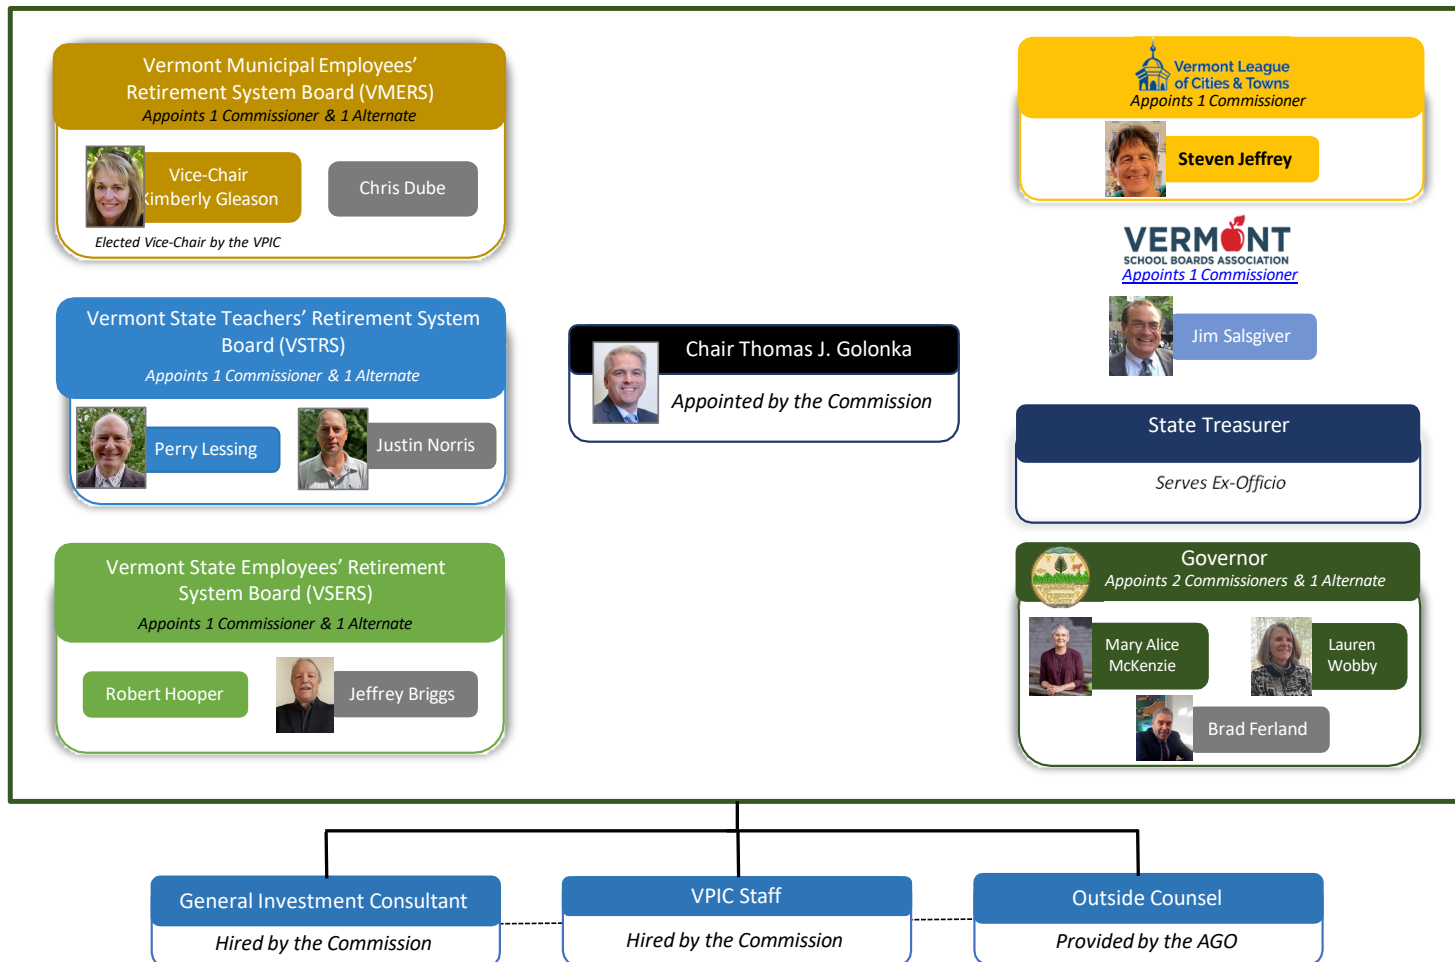 Vermont Municipal Employees'
Retirement System Board (VMERS)
Appoints 1 Commissioner & 1 Alternate
Vice-Chair
Kimberly Gleason
Chris Dube
Elected Vice-Chair by the VPIC
Vermont State Teachers' Retirement System
Board (VSTRS)
Appoints 1 Commissioner & 1 Alternate
Perry Lessing
Justin Norris
Vermont State Employees' Retirement
System Board (VSERS)
Appoints 1 Commissioner & 1 Alternate
Robert Hooper
Jeffrey Briggs
Chair Thomas J. Golonka
Appointed by the Commission
Vermont League
of Cities & Towns
Appoints 1 Commissioner
Steven Jeffrey
VERMONT
SCHOOL BOARDS ASSOCIATION
Appoints 1 Commissioner
Jim Salsgiver
State Treasurer
Serves Ex-Officio
Governor
Appoints 2 Commissioners & 1 Alternate
Mary Alice
McKenzie
Lauren
Wobby
Brad Ferland
General Investment Consultant
Hired by the Commission
VPIC Staff
Hired by the Commission
Outside Counsel
Provided by the AGO